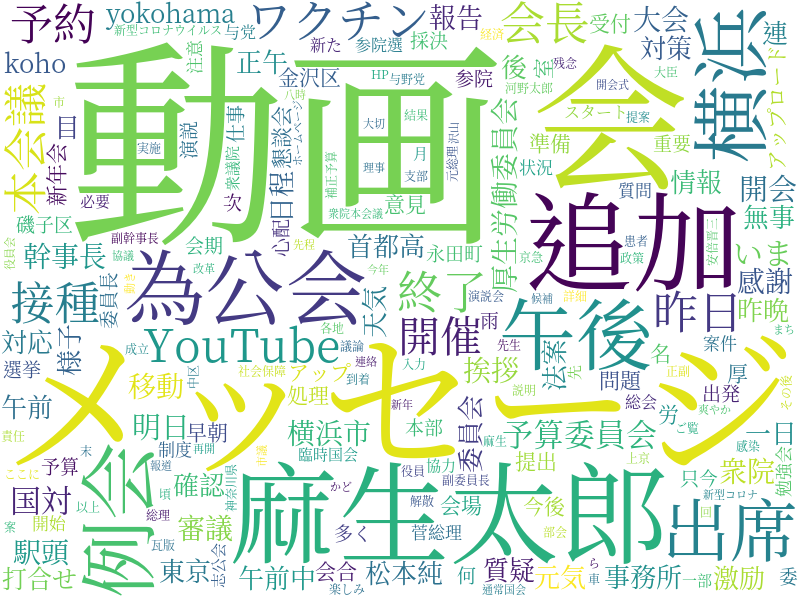 予約
yokohama
新型コロナウイルス
与党
ワクチン
報告
新た
参院選
採決
会長
受付
大会
対策
連
横浜
経済
koho
注意
正午
金沢区
HP
与野党
参院
後
室
残念
河野太郎
開会式
大臣
スタート
提案
アップロード
本会議
市
新年会
日
動画
会
八時
ホームページ
懇談会
日程
心配
仕事
演説
衆議院
実施
大切
結果
理事
月
支部
補正予算
元総理
沢山
衆院本会議
意見
厚生労働委員会
準備
重要
状況
質問
情報
開会
無事
必要
磯子区
次
役員会
幹事長
副幹事長
協議
会期
改革
首都高
永田町
先程
今年
追加
患者
政策
京急
安倍晋三
いま
感謝
接種
委員長
動き
為公会
天気
各地
終了
演説会
候補
詳細
午後
昨日
昨晩
まち
対応
様子
選挙
成立
YouTube
議論
開催
雨
先生
法案
名
案件
メッセージ
移動
中区
社会保障
アップ
処理
連絡
到着
入力
挨拶
説明
先
問題
出発
厚
正副
その後
午前
明日
早朝
横浜市
新年
本部
委員会
総会
爽やか
労
予算委員会
一日
責任
ここに
末
報道
再開
制度
市議
臨時国会
麻生
役員
協力
副委員長
提出
上京
感染
ご覧
只今
衆院
勉強会
例会
予算
確認
神奈川県
麻生太郎
出席
国対
頃
総理
審議
かど
解散
会場
今後
部会
回
新型コロナ
案
開始
以上
瓦版
駅頭
志公会
多く
菅総理
打合せ
東京
午前中
楽しみ
会合
松本純
質疑
何
通常国会
元気
ら
車
事務所
一部
激励
委